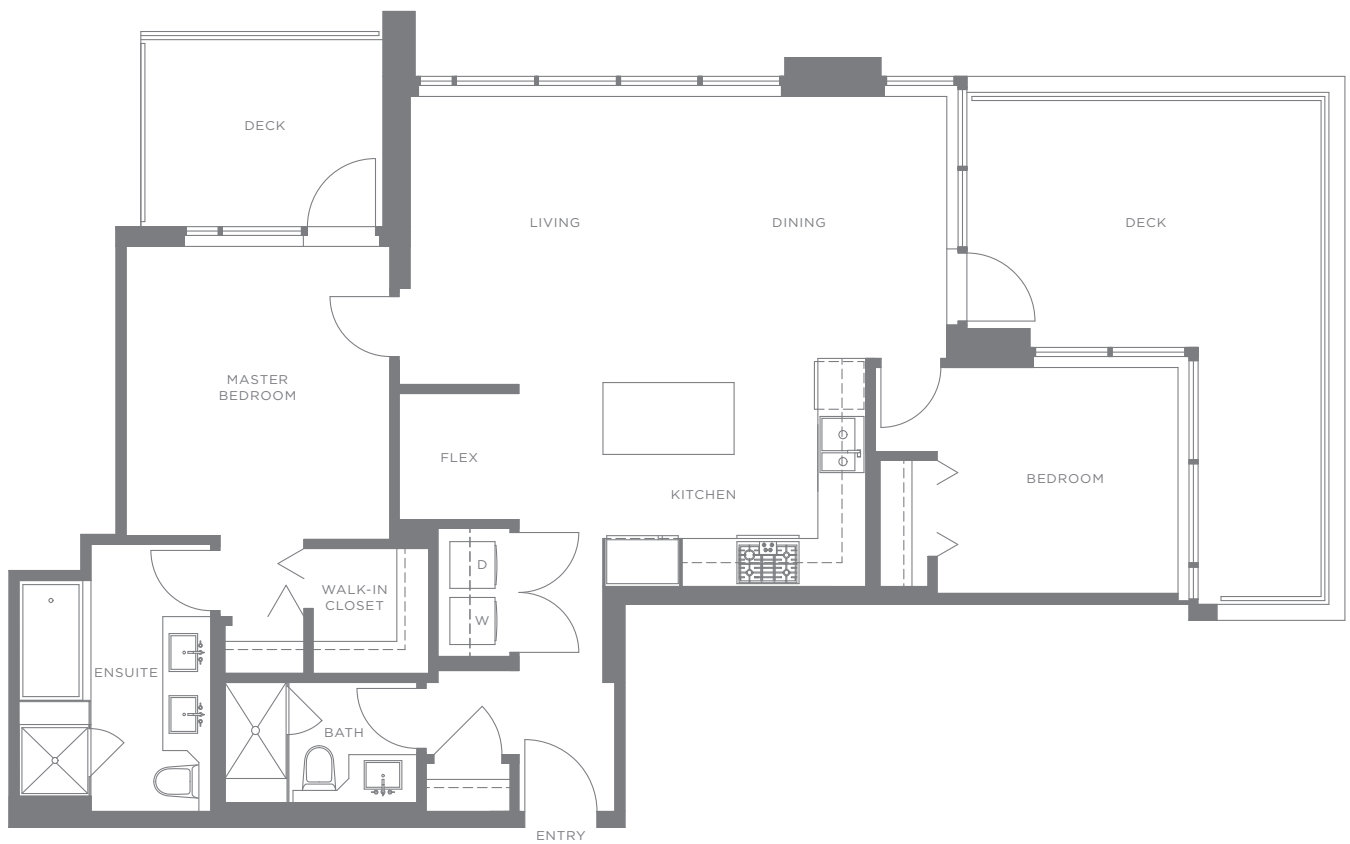 DECK
LIVING
DINING
DECK
MASTER
BEDROOM
FLEX
KITCHEN
BEDROOM
D
WALK-IN
CLOSET
W
ENSUITE
BATH
ENTRY